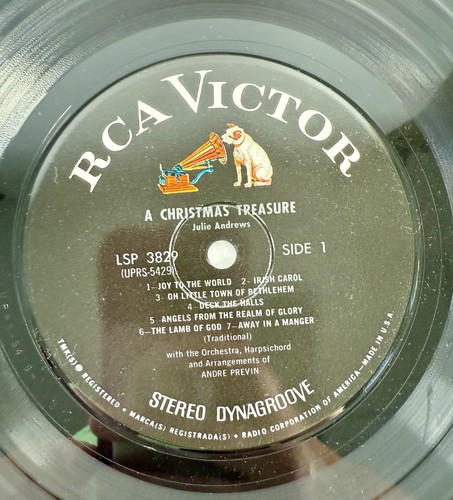 RCA VICTOR
A CHRISTMAS TREASURE
Julie Andrews
LSP 3829 SIDE 1
(UPRS-5429)
1—JOY TO THE WORLD 2- IRISH CAROL
3- OH LITTLE TOWN OF BETHLEHEM
4- DECK THE HALLS
5 ANGELS FROM THE REALM OF GLORY
6—THE LAMB OF GOD 7—AWAY IN A MANGER
(Traditional)
with the Orchestra, Harpsichord
and Arrangements of
ANDRE PREVIN
STEREO DYNAGROOVE
TMK(S) ® REGISTERED • MARCA(S) REGISTRADA(S) • RADIO CORPORATION OF AMERICA—MADE IN U.S.A.